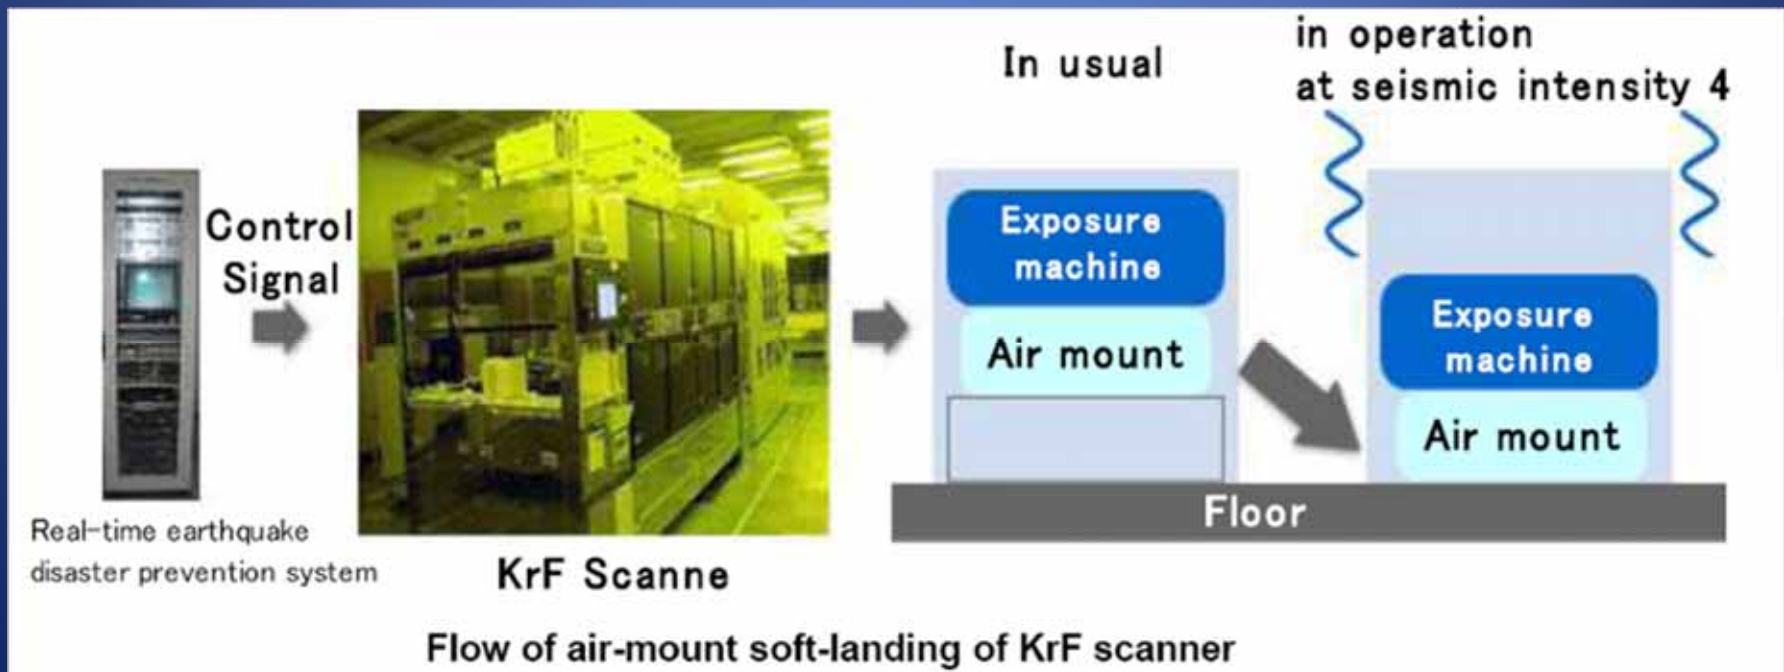 In usual
in operation
at seismic intensity 4
Control
Signal
Exposure
machine
Air mount
Exposure
machine
Air mount
Floor
Real-time earthquake
disaster prevention system
KrF Scanne
Flow of air-mount soft-landing of KrF scanner